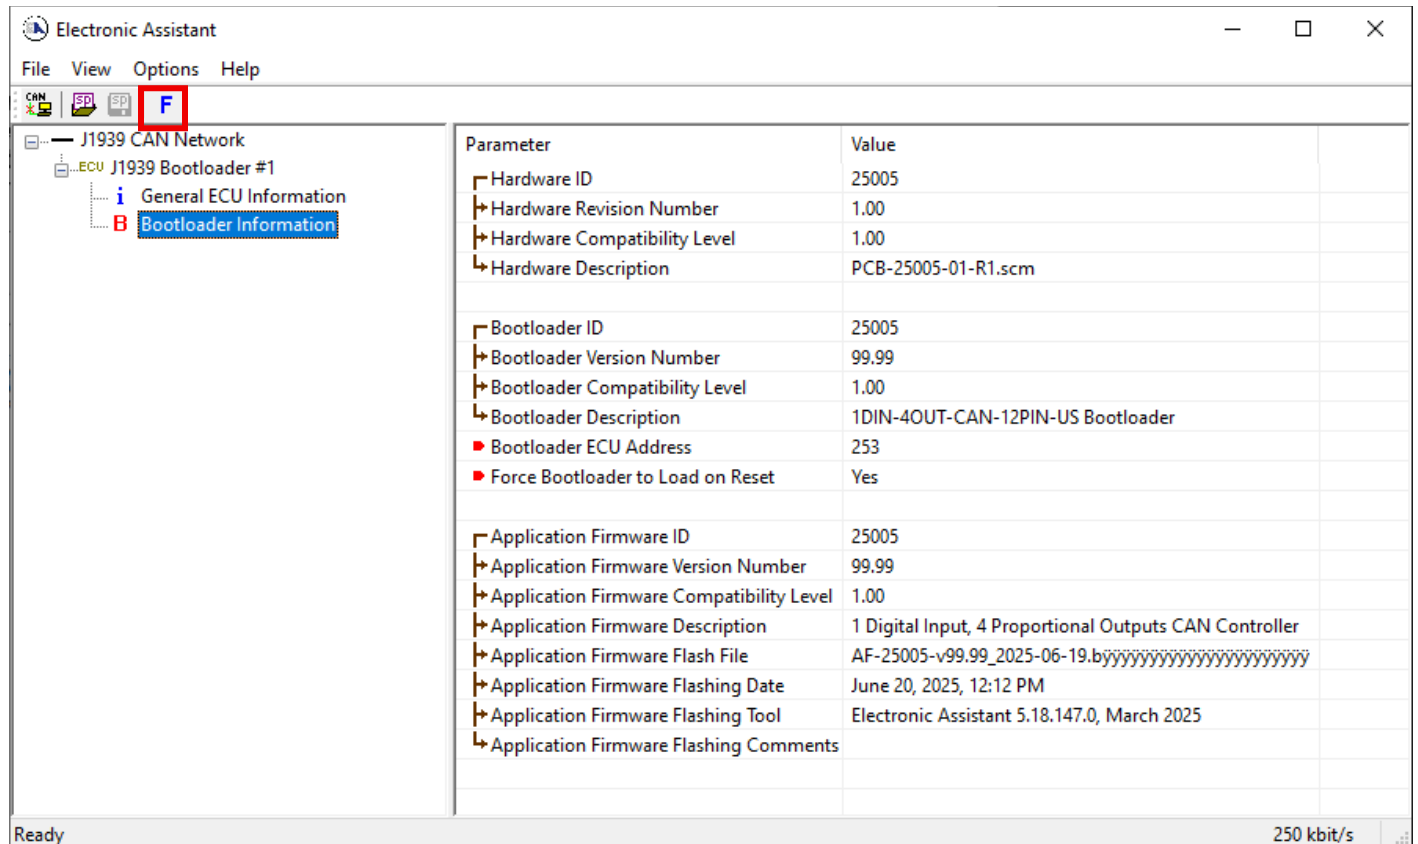 Electronic Assistant
File View Options Help
CAN SP SP F
J1939 CAN Network
ECU J1939 Bootloader #1
i General ECU Information
B Bootloader Information
Parameter Value
Hardware ID 25005
Hardware Revision Number 1.00
Hardware Compatibility Level 1.00
Hardware Description PCB-25005-01-R1.scm
Bootloader ID 25005
Bootloader Version Number 99.99
Bootloader Compatibility Level 1.00
Bootloader Description 1DIN-4OUT-CAN-12PIN-US Bootloader
Bootloader ECU Address 253
Force Bootloader to Load on Reset Yes
Application Firmware ID 25005
Application Firmware Version Number 99.99
Application Firmware Compatibility Level 1.00
Application Firmware Description 1 Digital Input, 4 Proportional Outputs CAN Controller
Application Firmware Flash File AF-25005-v99.99_2025-06-19.bÿÿÿÿÿÿÿÿÿÿÿÿÿÿÿÿÿÿÿÿÿÿ
Application Firmware Flashing Date June 20, 2025, 12:12 PM
Application Firmware Flashing Tool Electronic Assistant 5.18.147.0, March 2025
Application Firmware Flashing Comments
Ready 250 kbit/s